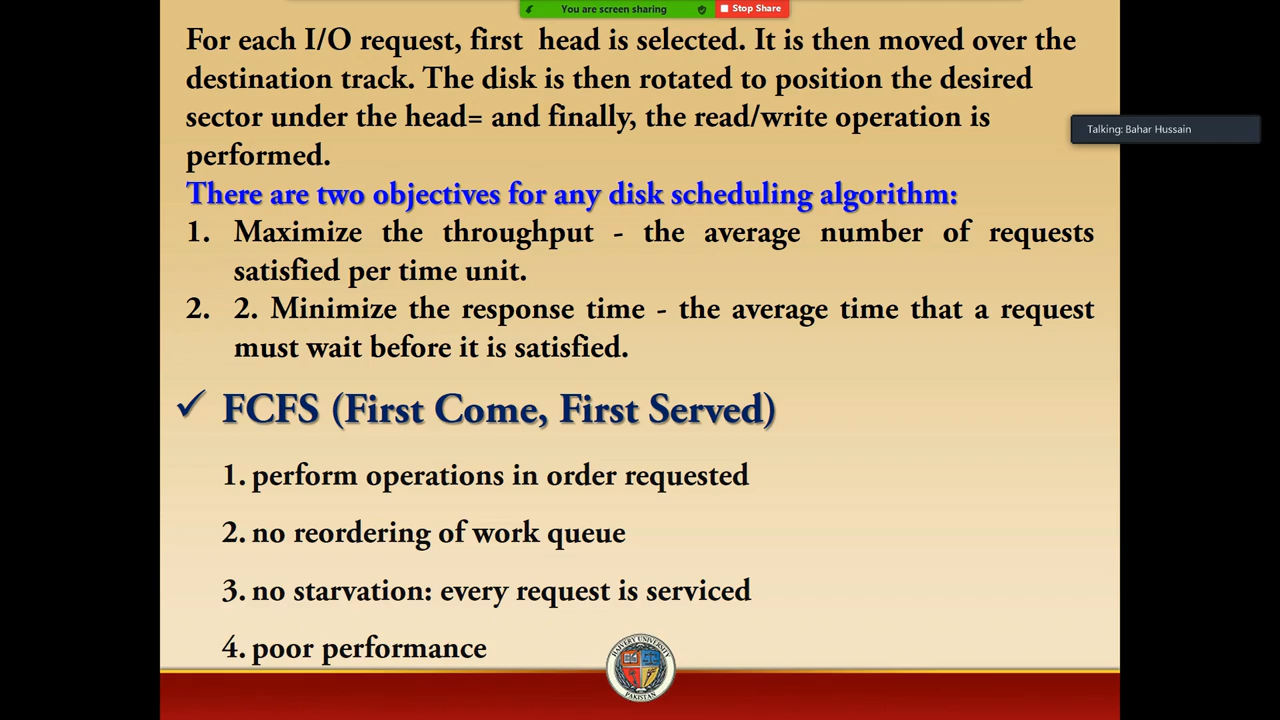 You are screen sharing
Stop Share
For each I/O request, first head is selected. It is then moved over the
destination track. The disk is then rotated to position the desired
sector under the head= and finally, the read/write operation is
performed.
Talking: Bahar Hussain
There are two objectives for any disk scheduling algorithm:
1. Maximize the throughput - the average number of requests
satisfied per time unit.
2. 2. Minimize the response time - the average time that a request
must wait before it is satisfied.
✓ FCFS (First Come, First Served)
1. perform operations in order requested
2. no reordering of work queue
3. no starvation: every request is serviced
4. poor performance
PAKISTAN